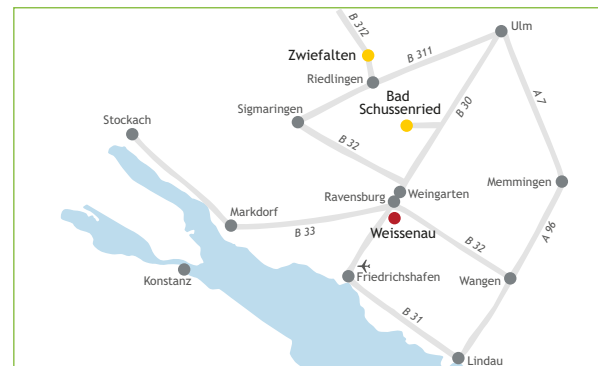 B 312
Ulm
Zwiefalten
B 311
Riedlingen
A 7
Bad
Schussenried
B 30
Sigmaringen
Stockach
B 32
Memmingen
Weingarten
Ravensburg
Markdorf
B 33
Weissenau
B 32
A 96
Konstanz
Friedrichshafen
Wangen
B 31
Lindau